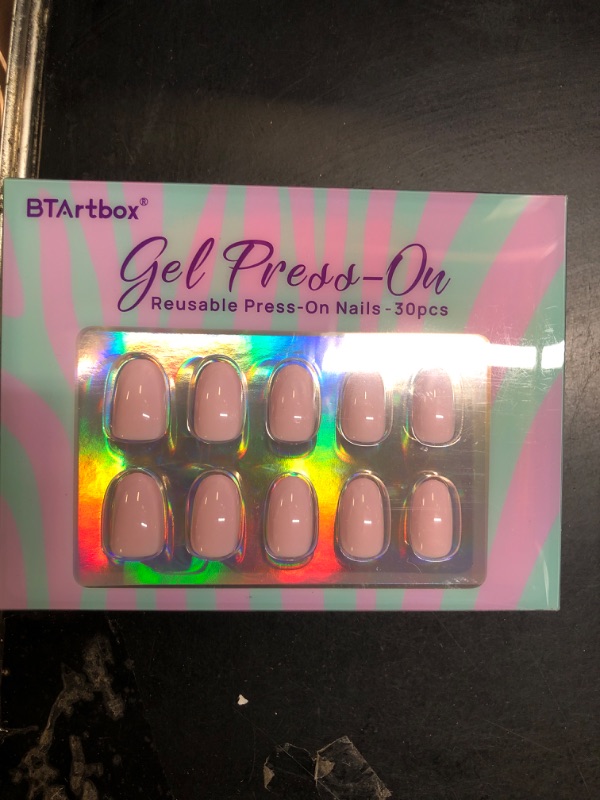 BTArtbox®
Gel Press-On
Reusable Press-On Nails - 30pcs